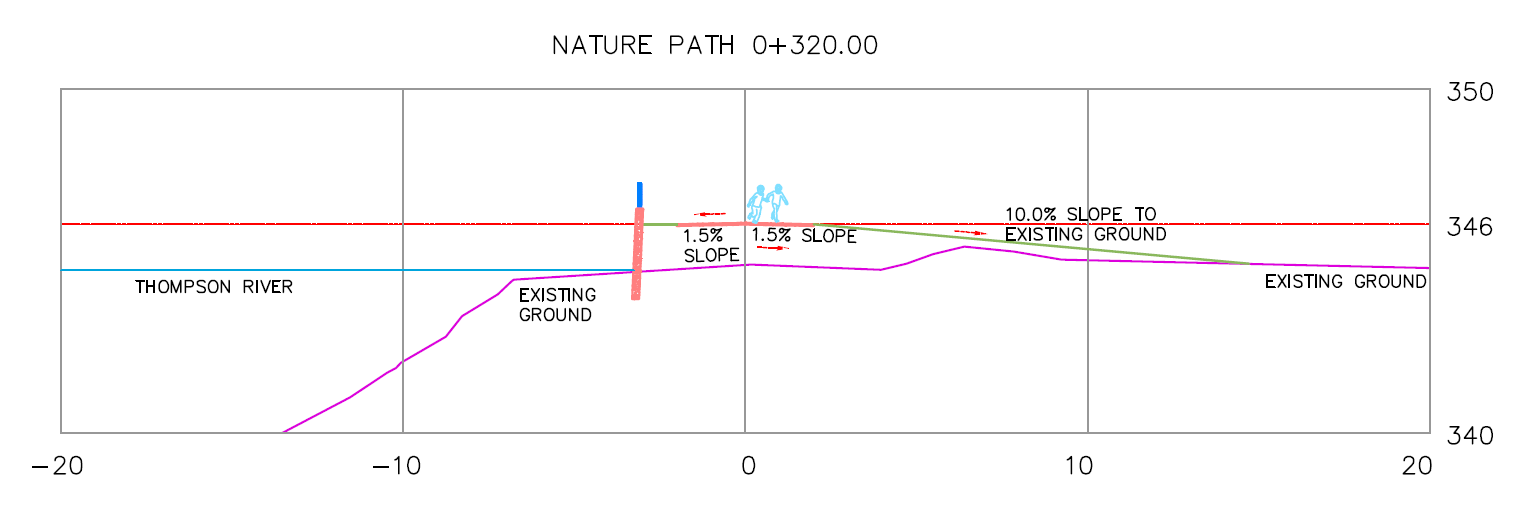 NATURE PATH 0+320.00
350
10.0% SLOPE TO
EXISTING GROUND
346
1.5%
SLOPE
1.5% SLOPE
THOMPSON RIVER
EXISTING
GROUND
EXISTING GROUND
340
-20
-10
0
10
20